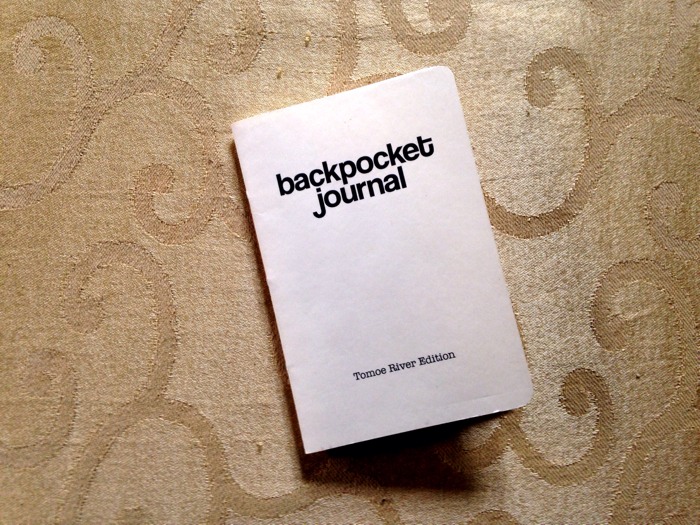 backpocket
journal
Tomoe River Edition